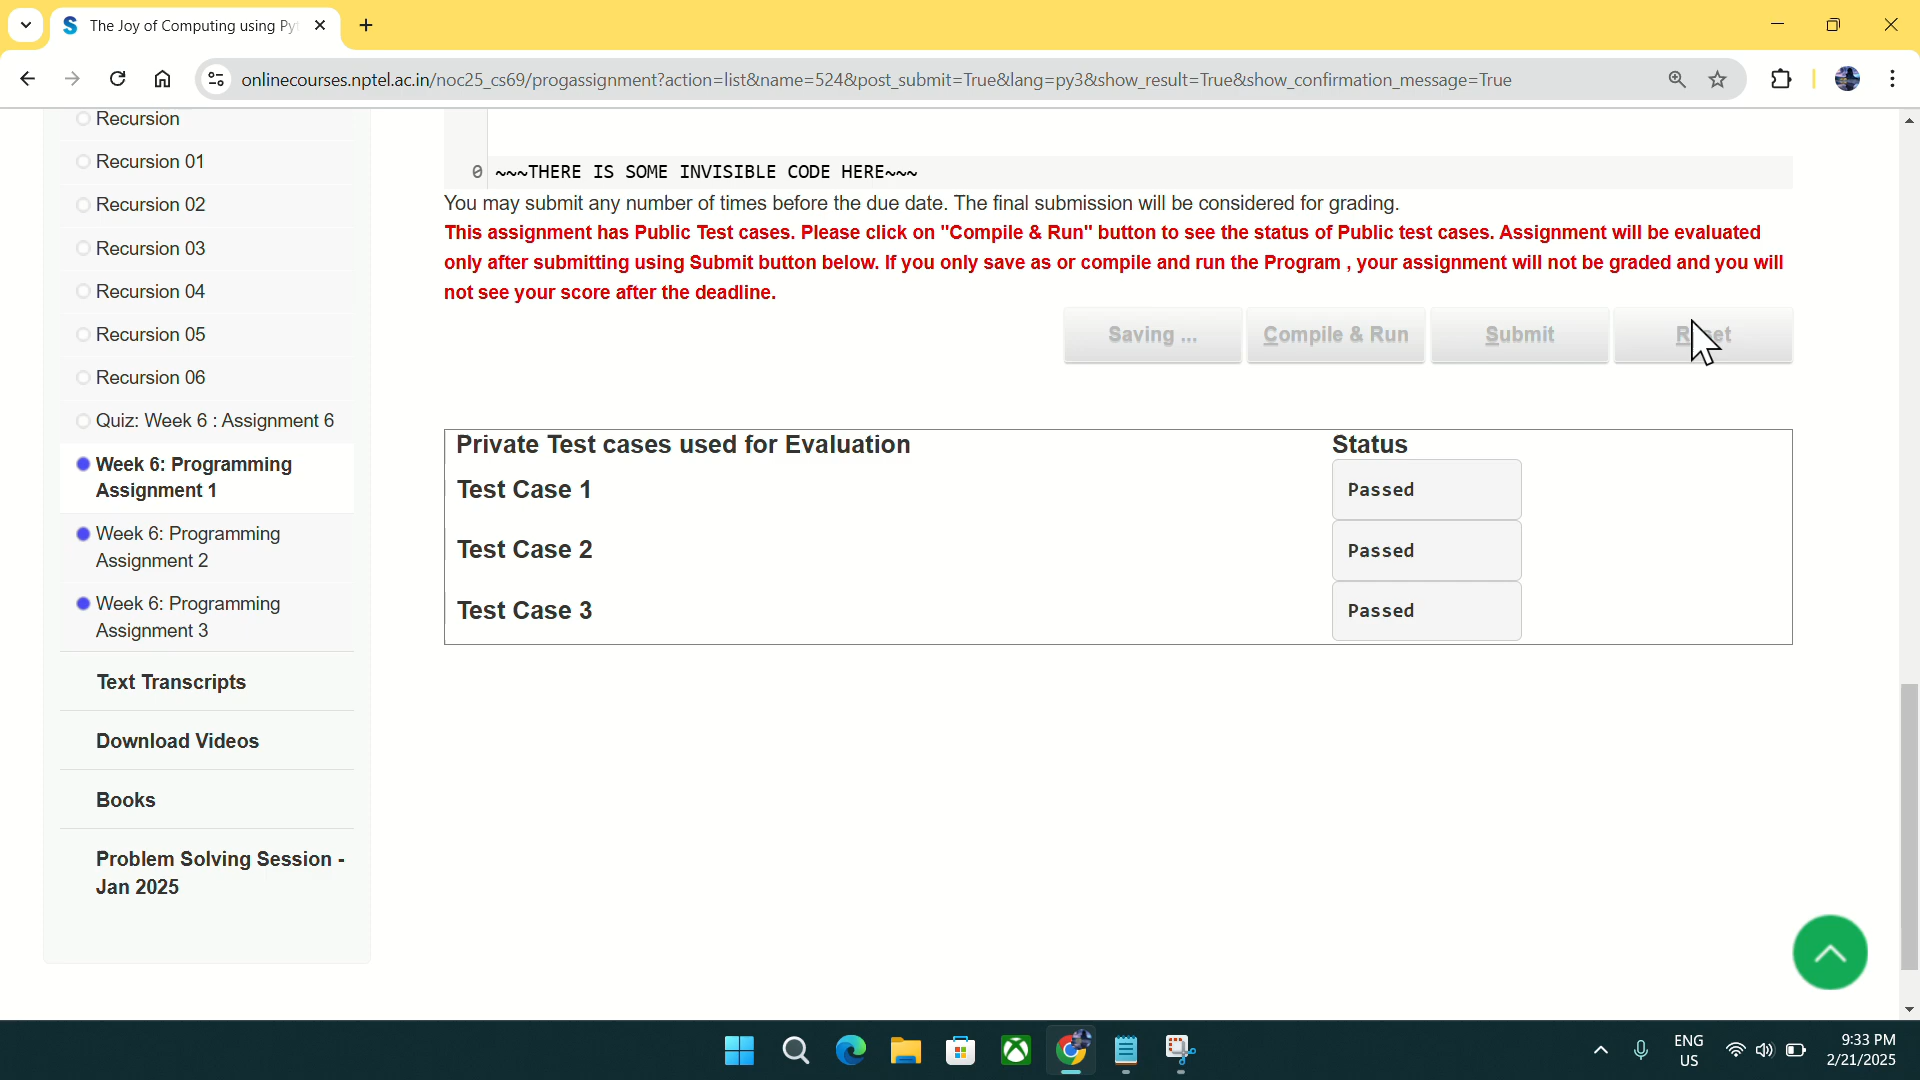 The Joy of Computing using Py
onlinecourses.nptel.ac.in/noc25_cs69/progassignment?action=list&name=524&post_submit=True&lang=py3&show_result=True&show_confirmation_message=True
Recursion
Recursion 01
Recursion 02
Recursion 03
Recursion 04
Recursion 05
Recursion 06
Quiz: Week 6 : Assignment 6
Week 6: Programming
Assignment 1
Week 6: Programming
Assignment 2
Week 6: Programming
Assignment 3
Text Transcripts
Download Videos
Books
Problem Solving Session -
Jan 2025
0 ~~~THERE IS SOME INVISIBLE CODE HERE~~~
You may submit any number of times before the due date. The final submission will be considered for grading.
This assignment has Public Test cases. Please click on "Compile & Run" button to see the status of Public test cases. Assignment will be evaluated
only after submitting using Submit button below. If you only save as or compile and run the Program , your assignment will not be graded and you will
not see your score after the deadline.
Saving ... Compile & Run Submit
Private Test cases used for Evaluation Status
Test Case 1 Passed
Test Case 2 Passed
Test Case 3 Passed
ENG
US
9:33 PM
2/21/2025